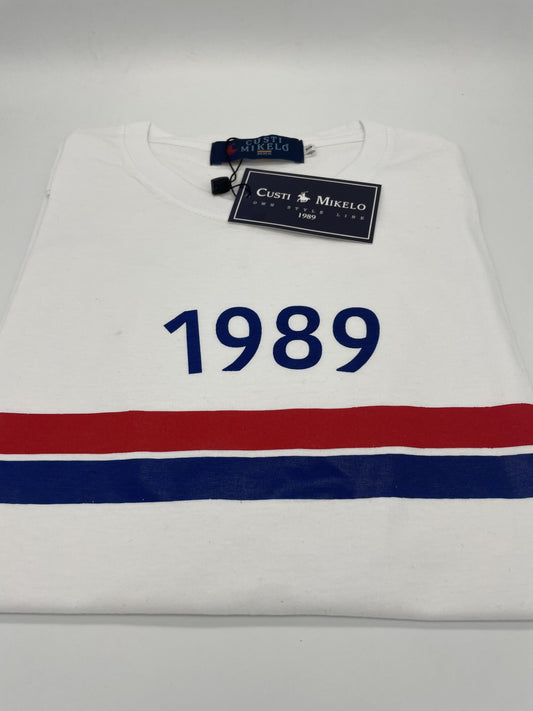 CUSTI
MIKELO
CUSTI MIKELO
OWN STYLE LINE
1989
1989